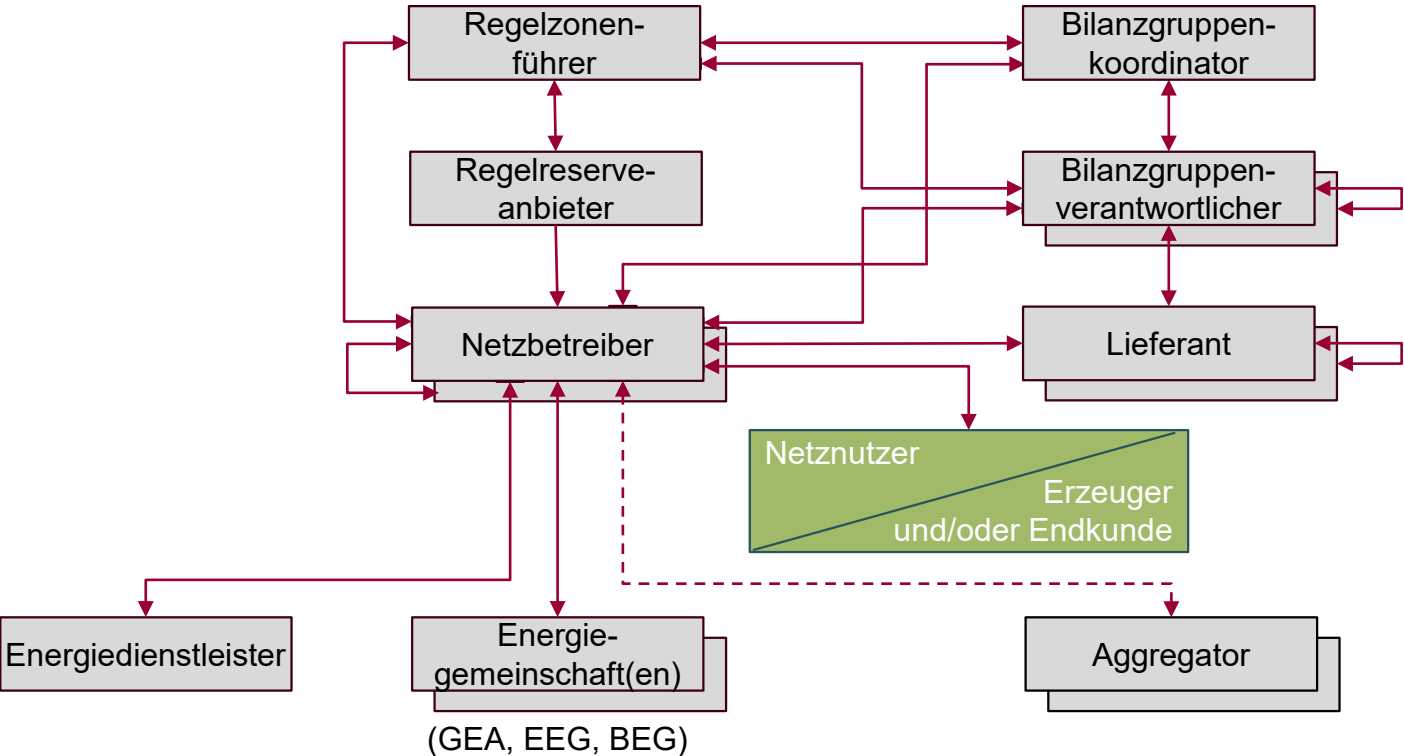 Regelzonen-
führer
Bilanzgruppen-
koordinator
Regelreserve-
anbieter
Bilanzgruppen-
verantwortlicher
Netzbetreiber
Lieferant
Netznutzer
Erzeuger
und/oder Endkunde
Energiedienstleister
Energie-
gemeinschaft(en)
Aggregator
(GEA, EEG, BEG)